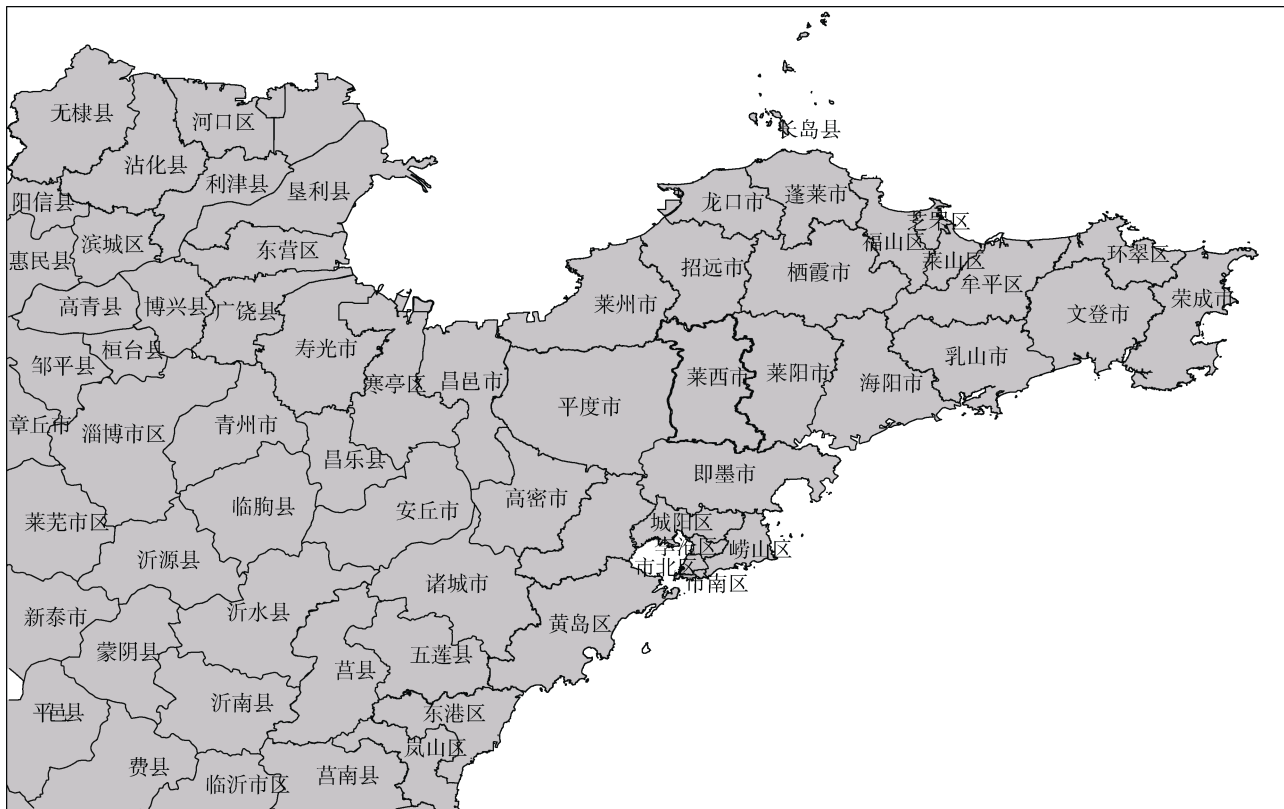 长岛县
无棣县
河口区
沾化县
利津县
垦利县
阳信县
龙口市
蓬莱市
芝罘区
滨城区
东营区
福山区
莱山区
环翠区
惠民县
招远市
栖霞市
牟平区
荣成市
高青县
博兴县
广饶县
莱州市
文登市
桓台县
寿光市
邹平县
乳山市
寒亭区
昌邑市
莱西市
莱阳市
海阳市
平度市
章丘市
淄博市区
青州市
昌乐县
即墨市
高密市
临朐县
安丘市
莱芜市区
城阳区
李沧区
崂山区
沂源县
市北区
市南区
诸城市
新泰市
沂水县
黄岛区
蒙阴县
五莲县
莒县
沂南县
平邑县
东港区
岚山区
费县
临沂市区
莒南县